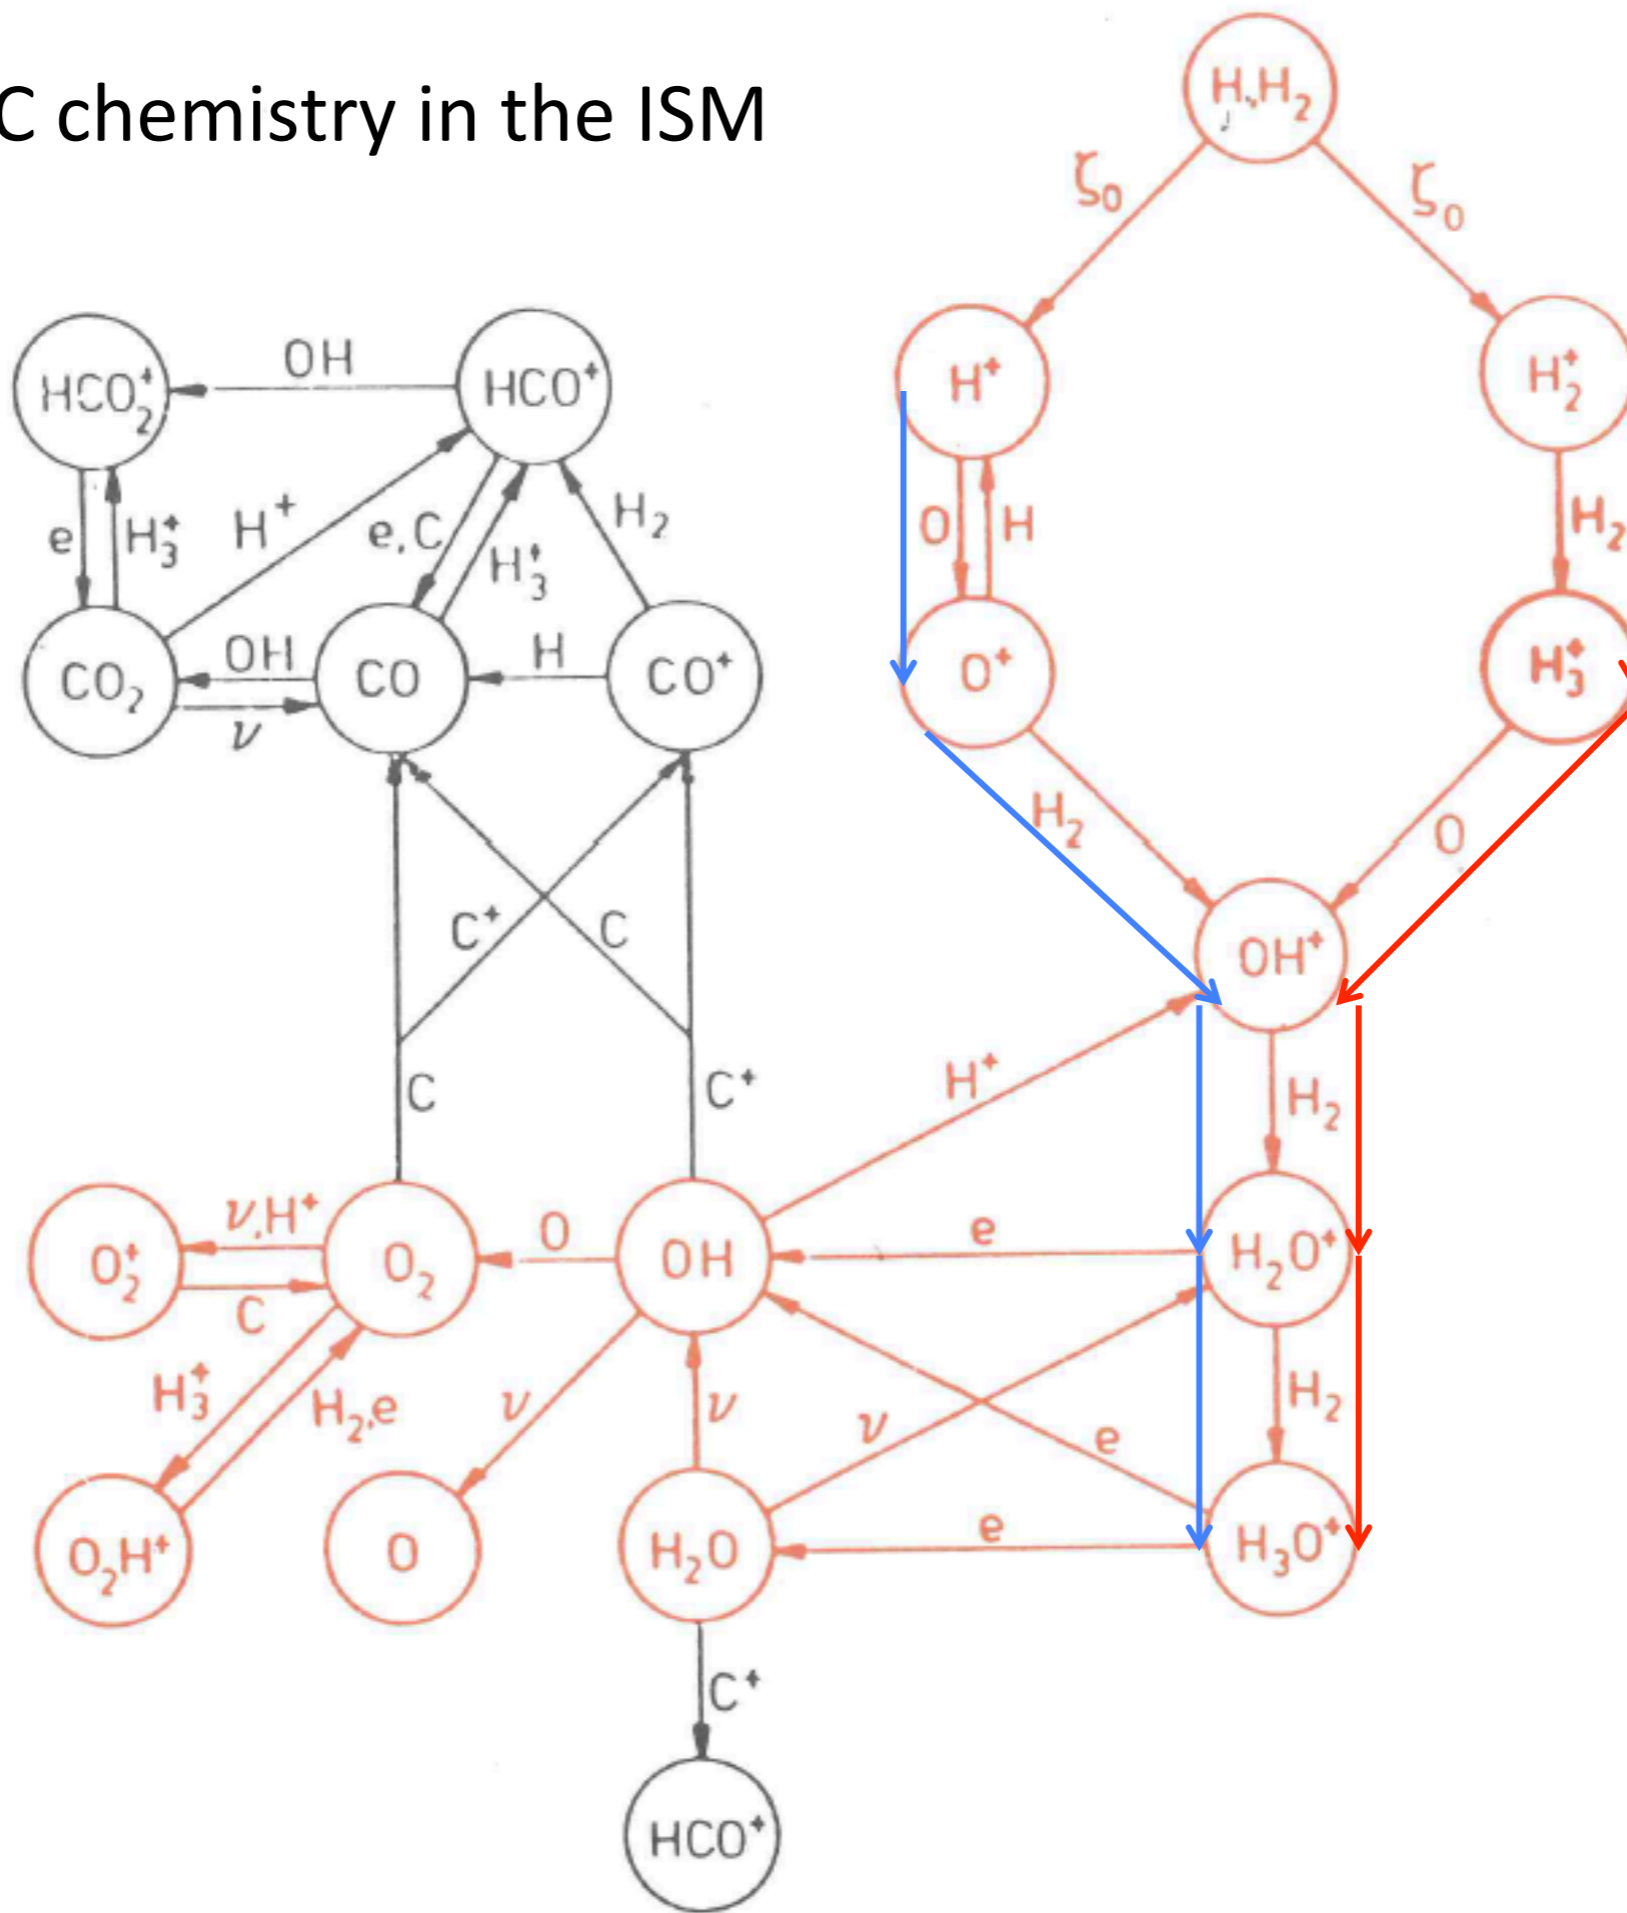 C chemistry in the ISM
H,H₂
ζ₀
ζ₀
H⁺
H₂⁺
HCO₂⁺
OH
HCO⁺
e
H₃⁺
H⁺
e,C
H₃⁺
H₂
O
H
H₂
CO₂
OH
ν
CO
H
CO⁺
O⁺
H₃⁺
H₂
O
C⁺
C
OH⁺
C
C⁺
H⁺
H₂
O₂⁺
ν,H⁺
C
O₂
O
OH
e
H₂O⁺
H₃⁺
H₂,e
ν
ν
ν
e
H₂
O₂H⁺
O
H₂O
e
H₃O⁺
C⁺
HCO⁺